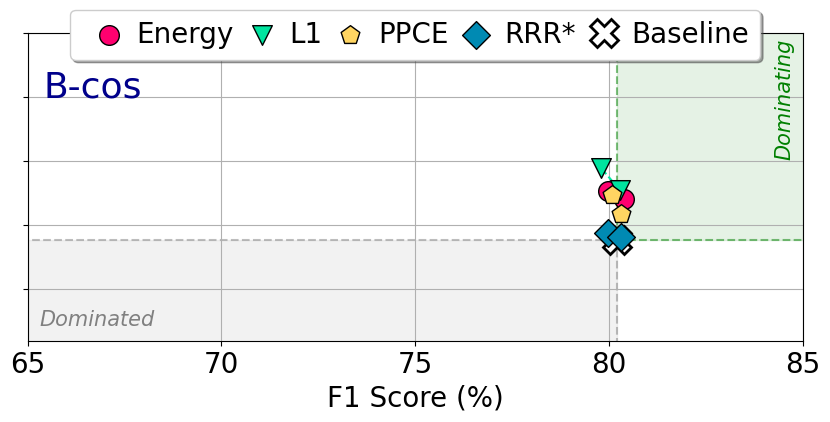 Energy L1 PPCE RRR* Baseline
B-cos
Dominating
Dominated
65 70 75 80 85
F1 Score (%)